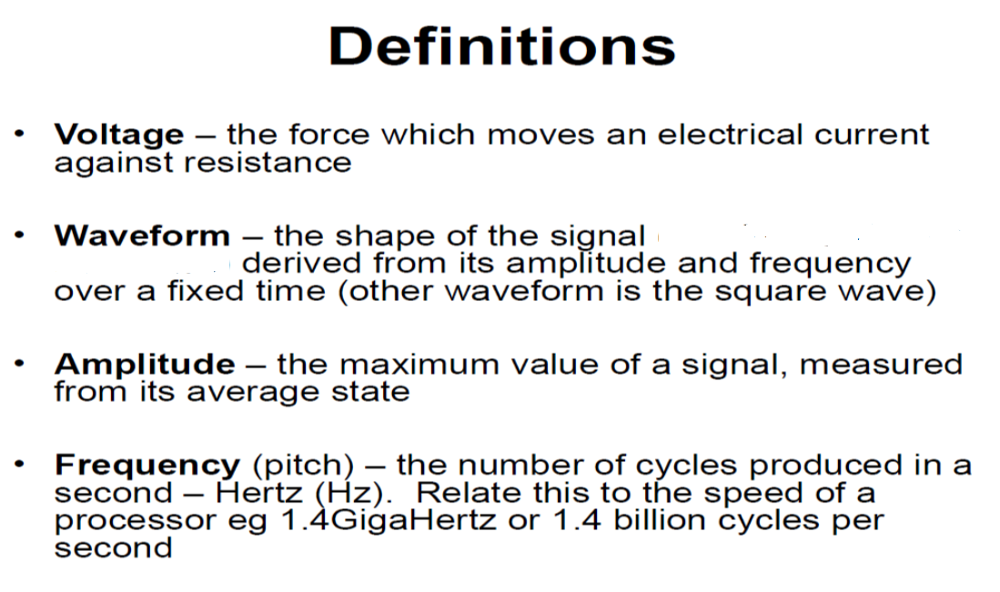 Definitions
• Voltage – the force which moves an electrical current
against resistance
• Waveform – the shape of the signal
derived from its amplitude and frequency
over a fixed time (other waveform is the square wave)
• Amplitude – the maximum value of a signal, measured
from its average state
• Frequency (pitch) – the number of cycles produced in a
second – Hertz (Hz).  Relate this to the speed of a
processor eg 1.4GigaHertz or 1.4 billion cycles per
second